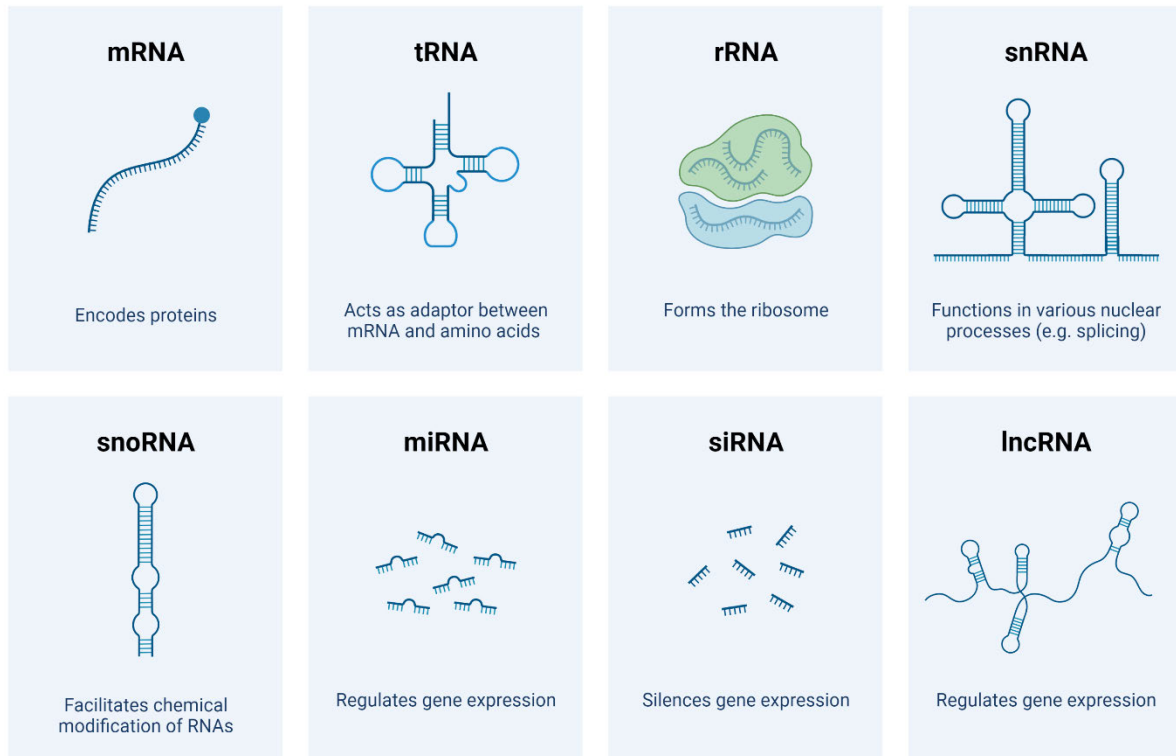 mRNA
Encodes proteins
tRNA
Acts as adaptor between
mRNA and amino acids
rRNA
Forms the ribosome
snRNA
Functions in various nuclear
processes (e.g. splicing)
snoRNA
Facilitates chemical
modification of RNAs
miRNA
Regulates gene expression
siRNA
Silences gene expression
lncRNA
Regulates gene expression